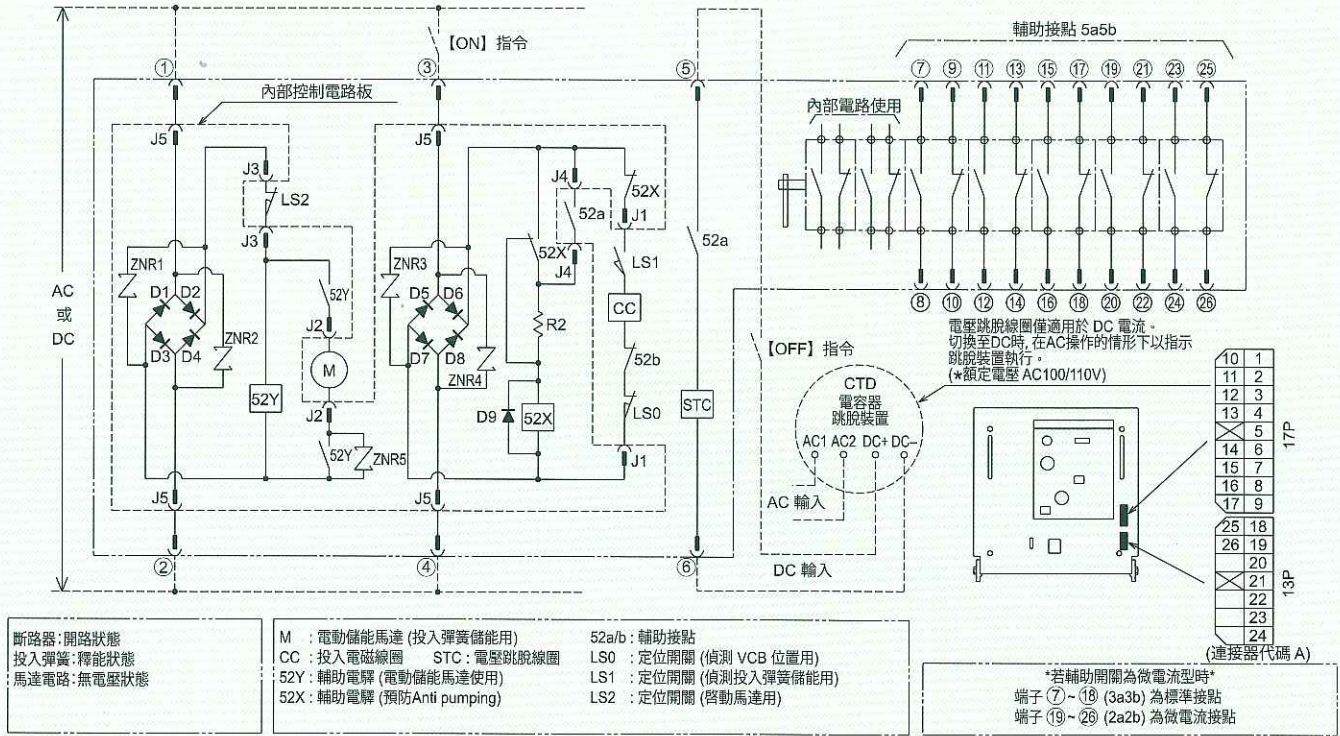 【ON】指令
輔助接點 5a5b
①
③
⑤
⑦ ⑨ ⑪ ⑬ ⑮ ⑰ ⑲ ㉑ ㉓ ㉕
內部控制電路板
內部電路使用
J5
J5
J3
LS2
J3
J4
52a
J4
52X
J1
52X
LS1
52a
AC
或
DC
ZNR1
D1 D2
D3 D4
ZNR2
52Y
J2
M
J2
52Y
52Y
ZNR5
ZNR3
D5 D6
D7 D8
ZNR4
R2
D9
52X
CC
52b
LS0
J1
STC
J5
J5
②
④
⑥
⑧ ⑩ ⑫ ⑭ ⑯ ⑱ ⑳ ㉒ ㉔ ㉖
電壓跳脫線圈僅適用於 DC 電流。
切換至DC時, 在AC操作的情形下以指示
跳脫裝置執行。
(*額定電壓 AC100/110V)
【OFF】指令
CTD
電容器
跳脫裝置
AC1 AC2 DC+ DC−
AC 輸入
DC 輸入
10 1
11 2
12 3
13 4
5
14 6
15 7
16 8
17 9
17P
25 18
26 19
20
21
22
23
24
13P
(連接器代碼 A)
斷路器:開路狀態
投入彈簧:釋能狀態
馬達電路:無電壓狀態
M : 電動儲能馬達 (投入彈簧儲能用)
CC : 投入電磁線圈 STC : 電壓跳脫線圈
52Y : 輔助電驛 (電動儲能馬達使用)
52X : 輔助電驛 (預防Anti pumping)
52a/b : 輔助接點
LS0 : 定位開關 (偵測 VCB 位置用)
LS1 : 定位開關 (偵測投入彈簧儲能用)
LS2 : 定位開關 (啓動馬達用)
*若輔助開關為微電流型時*
端子 ⑦ ~ ⑱ (3a3b) 為標準接點
端子 ⑲ ~ ㉖ (2a2b) 為微電流接點